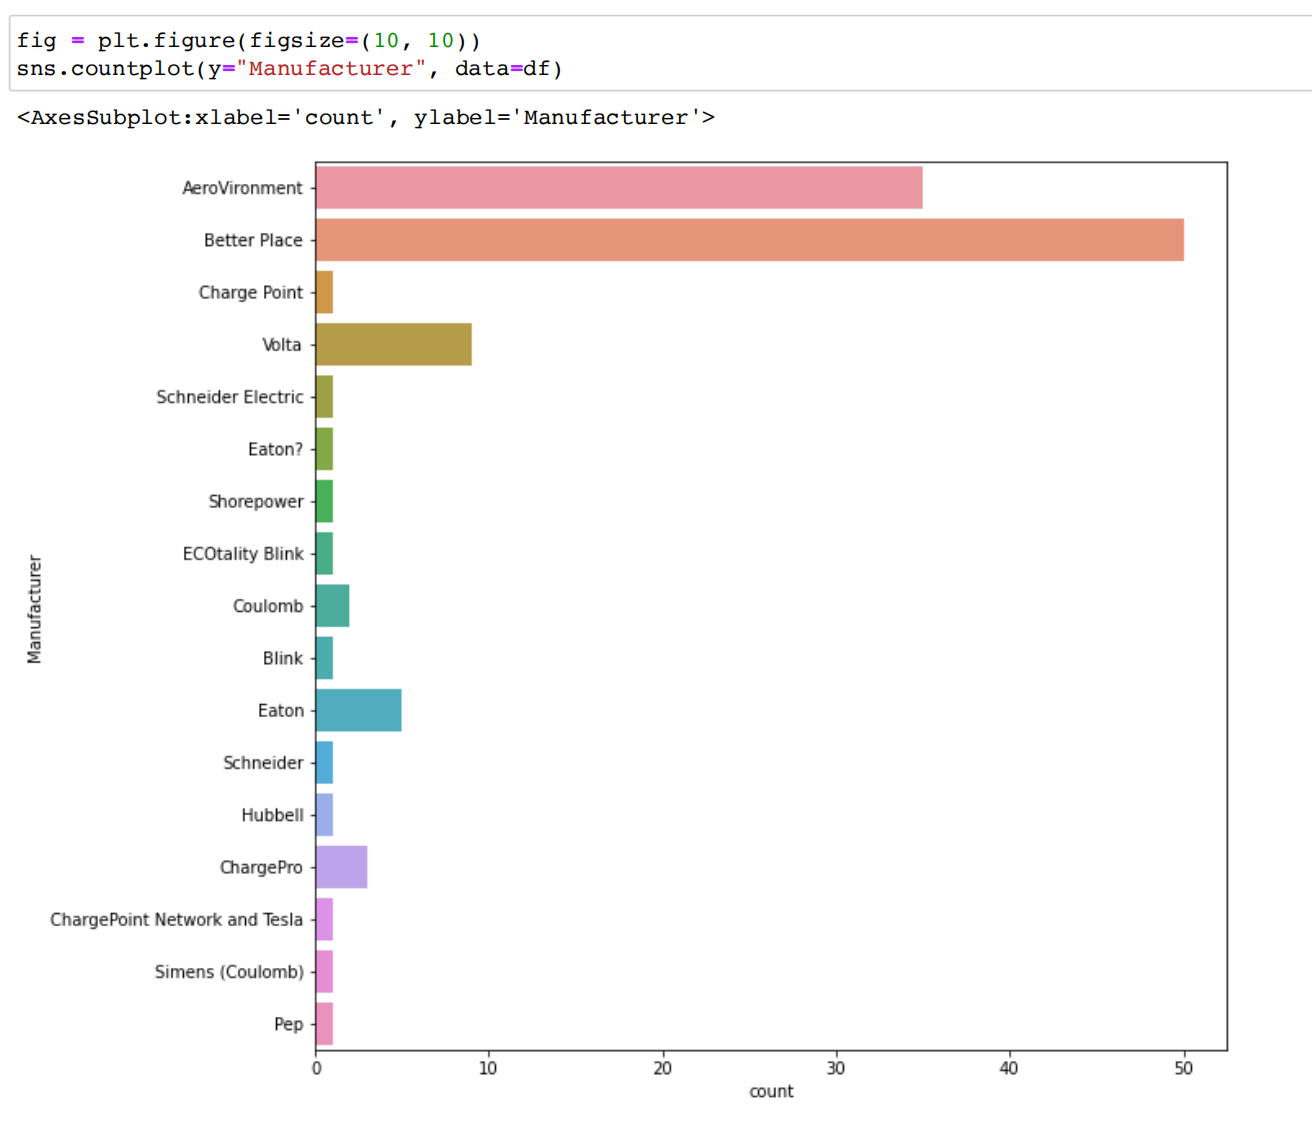 fig = plt.figure(figsize=(10, 10))
sns.countplot(y="Manufacturer", data=df)
<AxesSubplot:xlabel='count', ylabel='Manufacturer'>
AeroVironment
Better Place
Charge Point
Volta
Schneider Electric
Eaton?
Shorepower
ECOtality Blink
Coulomb
Blink
Eaton
Schneider
Hubbell
ChargePro
ChargePoint Network and Tesla
Simens (Coulomb)
Pep
Manufacturer
0 10 20 30 40 50
count